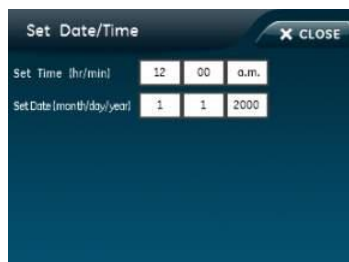 Set Date/Time
X CLOSE
Set Time (hr/min) 12 00 a.m.
Set Date (month/day/year) 1 1 2000